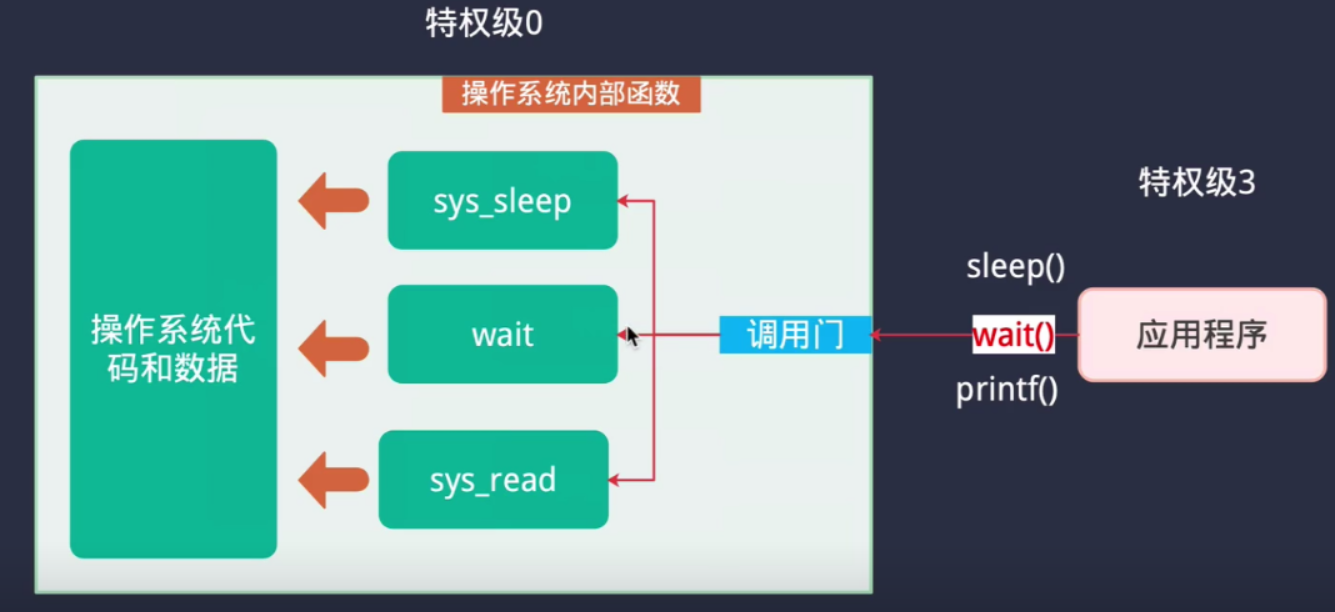 特权级0
操作系统内部函数
sys_sleep
特权级3
sleep()
操作系统代
码和数据
wait
调用门
wait()
应用程序
printf()
sys_read